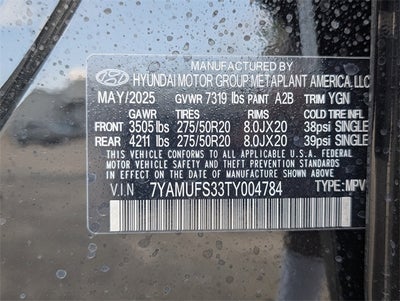 MANUFACTURED BY
HYUNDAI MOTOR GROUP METAPLANT AMERICA, LLC
MAY/2025 GVWR 7319 lbs PAINT A2B TRIM YGN
GAWR TIRES RIMS COLD TIRE INFL
FRONT 3505 lbs 275/50R20 8.0JX20 38psi SINGLE
REAR 4211 lbs 275/50R20 8.0JX20 39psi SINGLE
THIS VEHICLE CONFORMS TO ALL APPLICABLE U.S.A. FEDERAL
MOTOR VEHICLE SAFETY AND THEFT PREVENTION STANDARDS
IN EFFECT ON THE DATE OF MANUFACTURE SHOWN ABOVE.
V.I.N 7YAMUFS33TY004784 TYPE: MPV